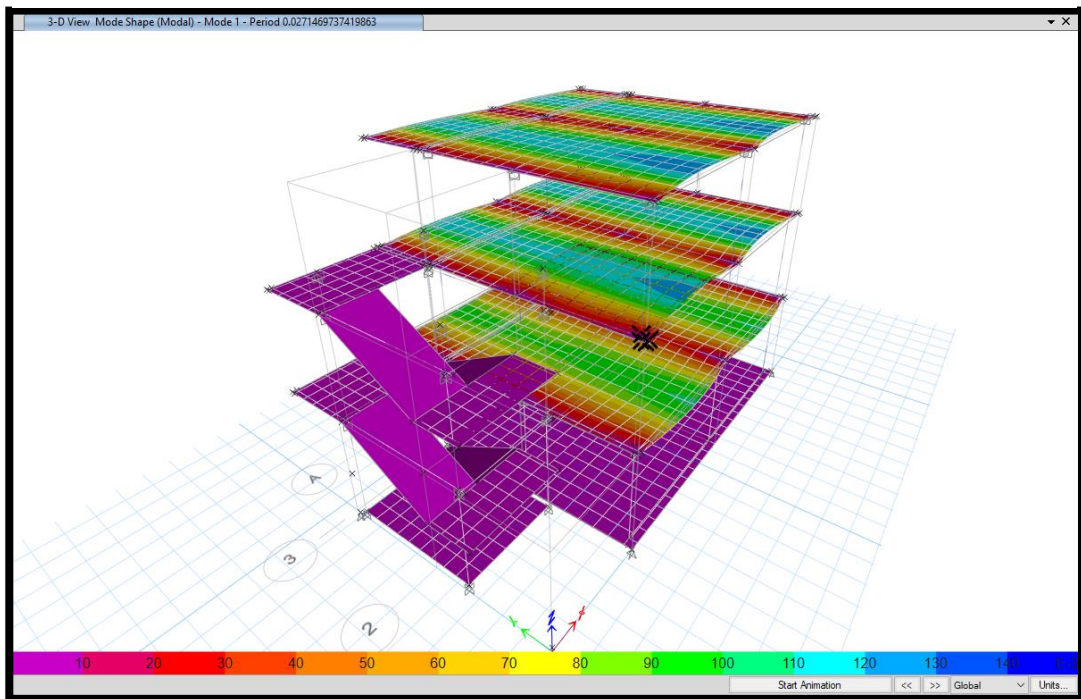 3-D View Mode Shape (Modal) - Mode 1 - Period 0.0271469737419863
A
3
2
Y
Z
10 20 30 40 50 60 70 80 90 100 110 120 130 140
Start Animation << >> Global Units...